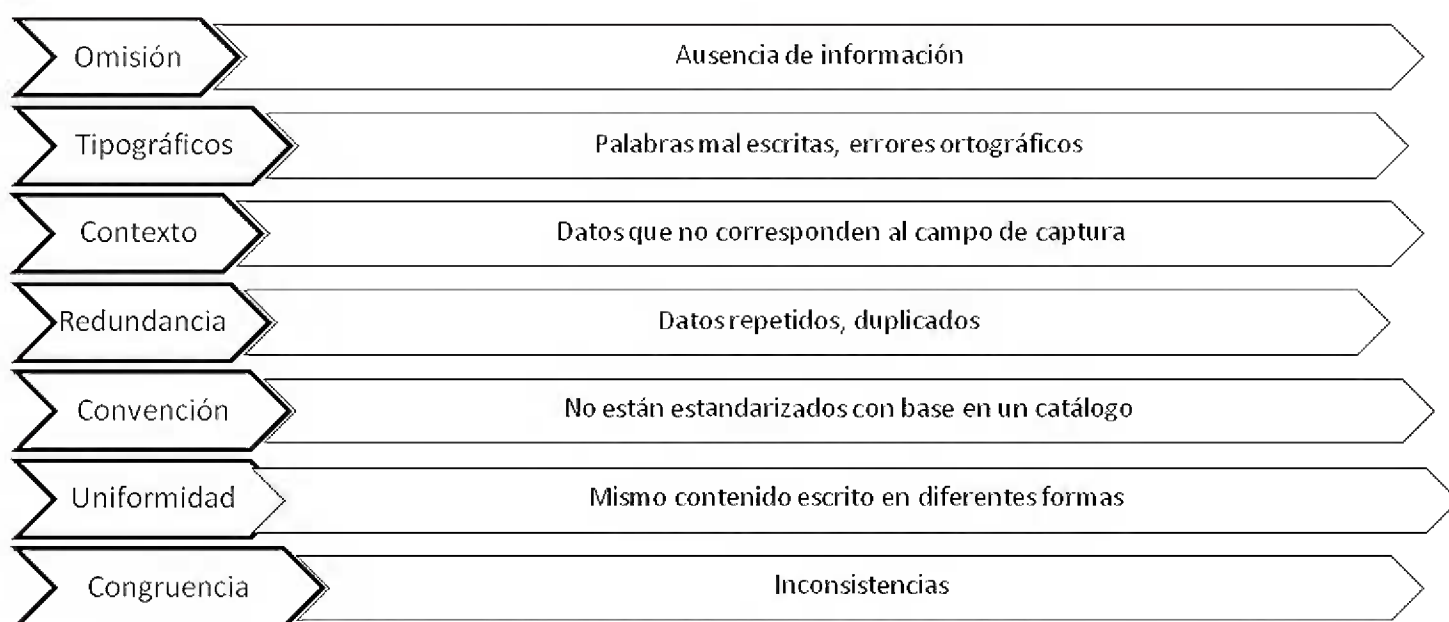 Omisión
Ausencia de información
Tipográficos
Palabras mal escritas, errores ortográficos
Contexto
Datos que no corresponden al campo de captura
Redundancia
Datos repetidos, duplicados
Convención
No están estandarizados con base en un catálogo
Uniformidad
Mismo contenido escrito en diferentes formas
Congruencia
Inconsistencias